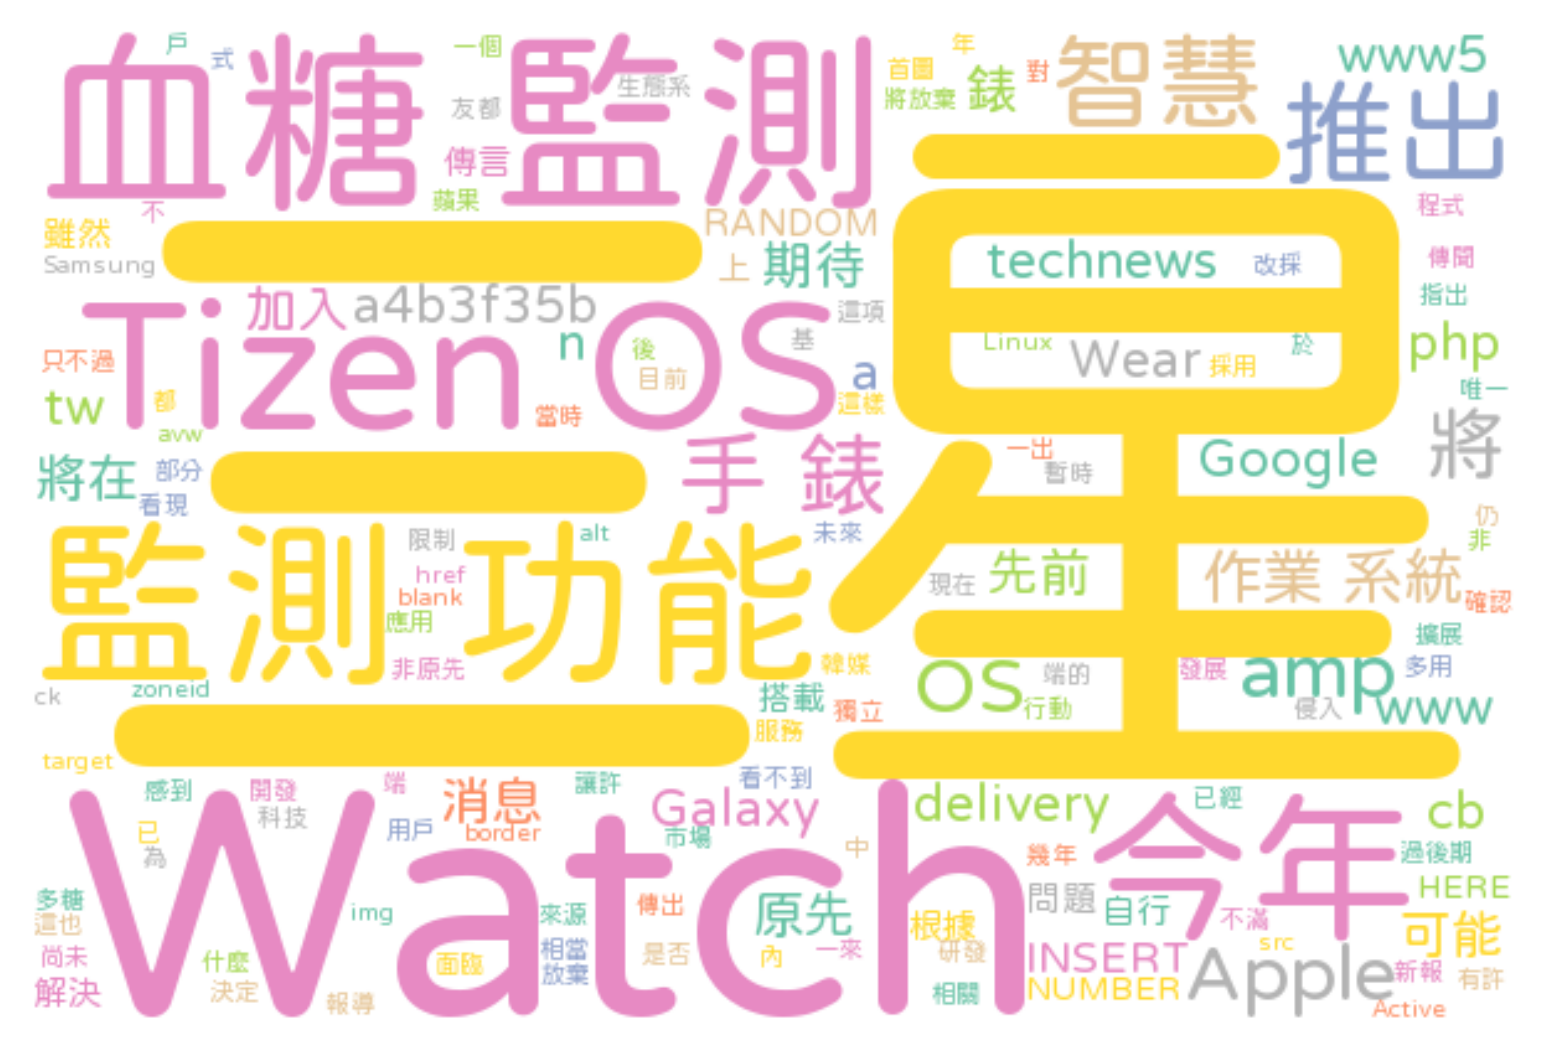 戶
式
一個
年
www5
血糖 監測
生態系
首圖
對
智慧
友都
將放棄
錶
推出
傳言
蘋果
不
RANDOM
程式
雖然
Samsung
上
期待
technews
改採
傳聞
加入
a4b3f35b
這項
指出
Tizen OS
三星
n
後
基
Linux
Wear
採用
於
php
只不過
目前
a
唯一
tw
都
當時
這樣
avw
手錶
一出
Google
將
將在
部分
暫時
看現
限制
alt
未來
仍
非
監測 功能
href
blank
現在
先前
作業 系統
確認
應用
擴展
非原先
韓媒
os
端的
發展
amp
多用
ck
zoneid
搭載
獨立
行動
侵入
www
服務
target
感到
開發
端
消息
讓許
看不到
Galaxy
delivery
已經
cb
科技
已
用戶
border
市場
今年
為
中
幾年
過後期
Watch
HERE
多糖
這也
img
來源
傳出
原先
根據
問題
自行
不滿
可能
尚未
什麼
面臨
相當
是否
內
一來
研發
INSERT
src
解決
決定
報導
放棄
相關
NUMBER
Apple
新報
有許
Active